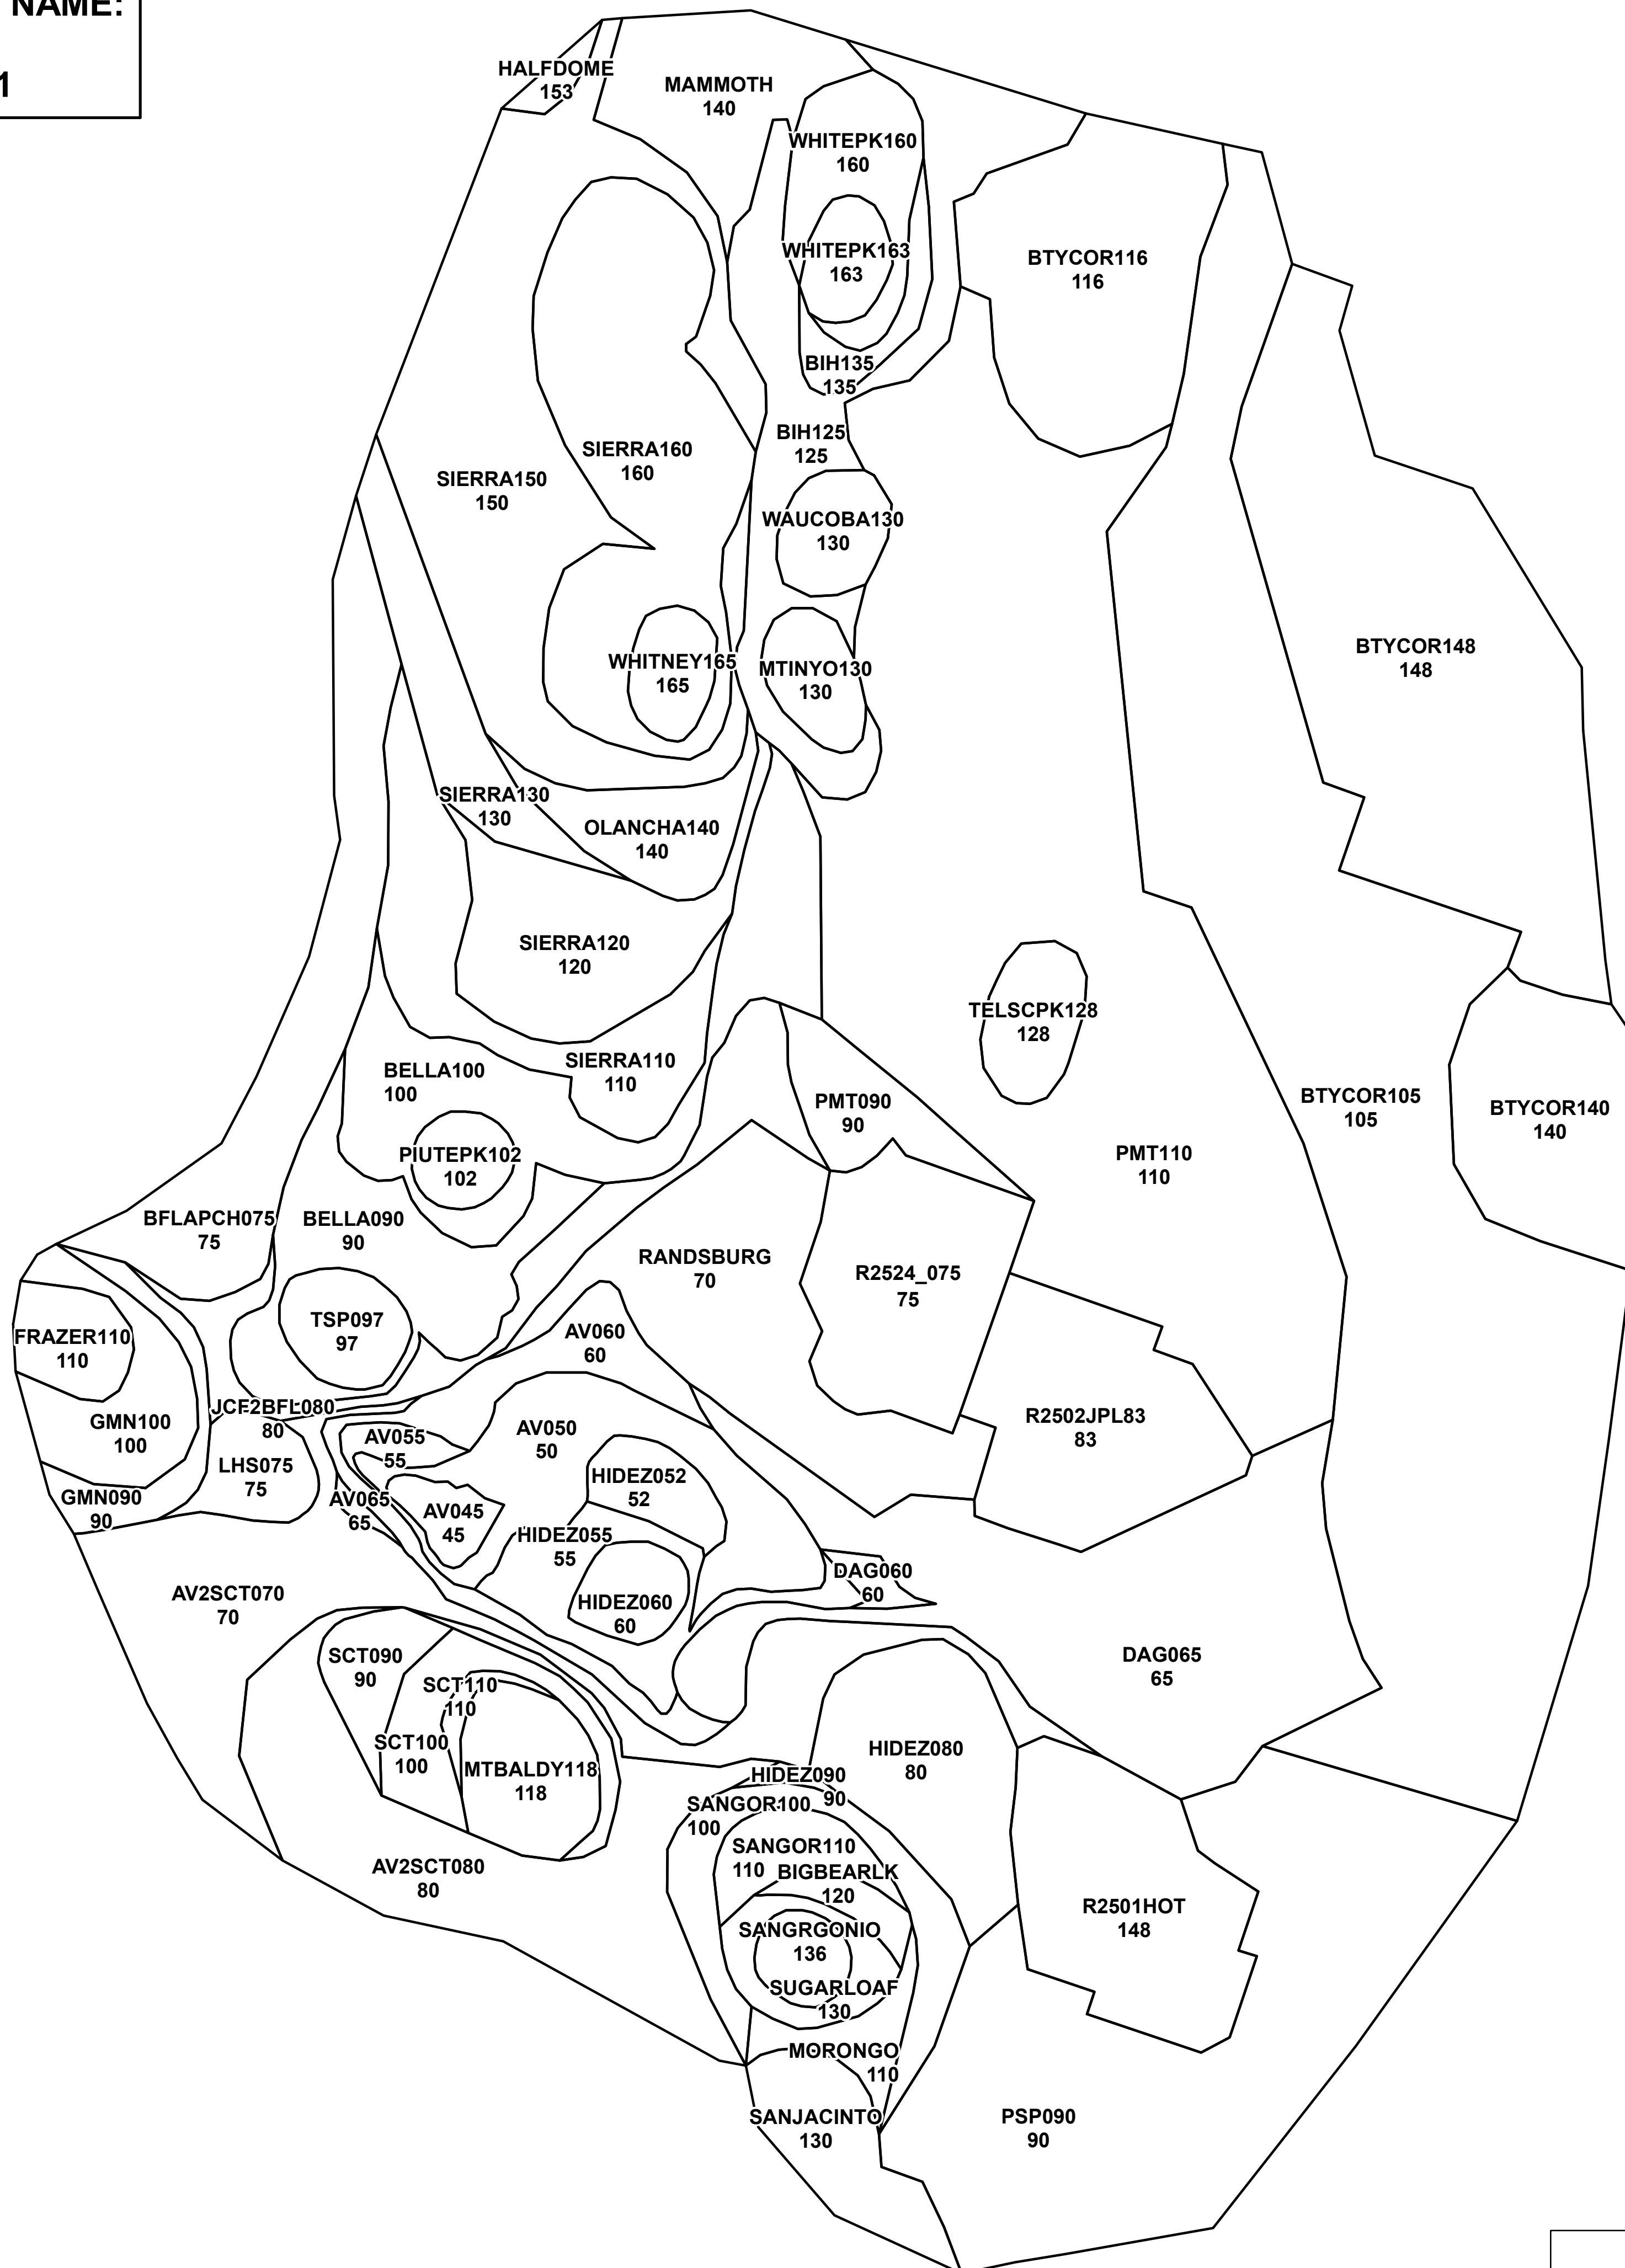 NAME:
1
HALFDOME
153
MAMMOTH
140
WHITEPK160
160
WHITEPK163
163
BTYCOR116
116
BIH135
135
BIH125
125
SIERRA160
160
SIERRA150
150
WAUCOBA130
130
WHITNEY165
165
MTINYO130
130
BTYCOR148
148
SIERRA130
130
OLANCHA140
140
SIERRA120
120
TELSCPK128
128
SIERRA110
110
BELLA100
100
PMT090
90
BTYCOR105
105
BTYCOR140
140
PIUTEPK102
102
PMT110
110
BFLAPCH075
75
BELLA090
90
RANDSBURG
70
R2524_075
75
TSP097
97
FRAZER110
110
AV060
60
JCF2BFL080
80
GMN100
100
AV055
55
AV050
50
R2502JPL83
83
LHS075
75
HIDEZ052
52
GMN090
90
AV065
65
AV045
45
HIDEZ055
55
DAG060
60
AV2SCT070
70
HIDEZ060
60
SCT090
90
DAG065
65
SCT110
110
SCT100
100
MTBALDY118
118
HIDEZ080
80
HIDEZ090
90
SANGOR100
100
SANGOR110
110
BIGBEARLK
120
AV2SCT080
80
R2501HOT
148
SANGRGONIO
136
SUGARLOAF
130
MORONGO
110
SANJACINTO
130
PSP090
90